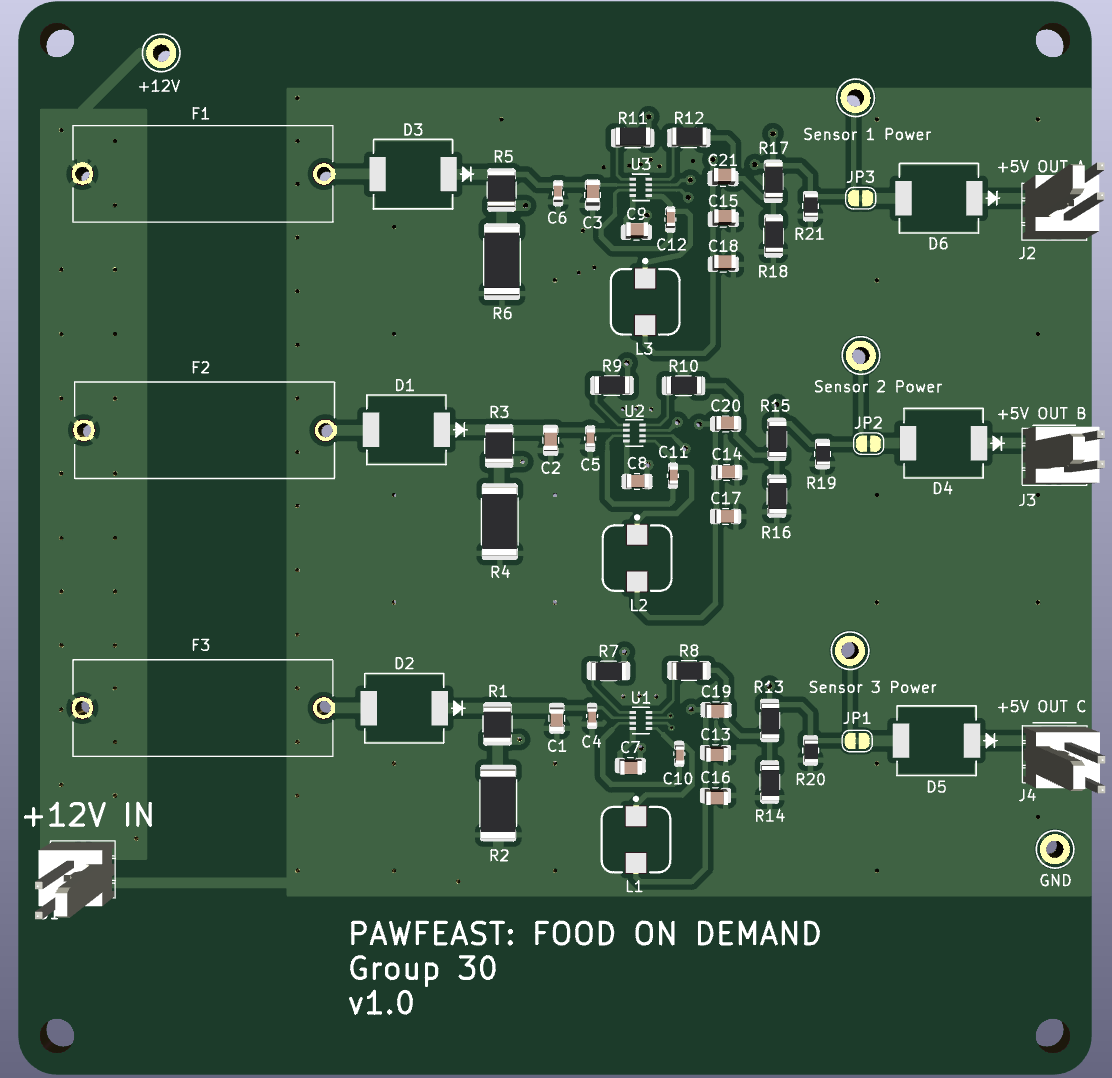 +12V
F1
D3
R5
C6
C3
R11
R12
U3
C9
C12
C21
C15
C18
R17
R18
R21
Sensor 1 Power
JP3
D6
+5V OUT A
J2
R6
L3
F2
D1
R3
C2
C5
R9
R10
U2
C8
C11
C20
C14
C17
R15
R16
R19
Sensor 2 Power
JP2
D4
+5V OUT B
J3
R4
L2
F3
D2
R1
C1
C4
R7
R8
U1
C7
C10
C19
C13
C16
R13
R14
R20
Sensor 3 Power
JP1
D5
+5V OUT C
J4
R2
L1
+12V IN
GND
PAWFEAST: FOOD ON DEMAND
Group 30
v1.0